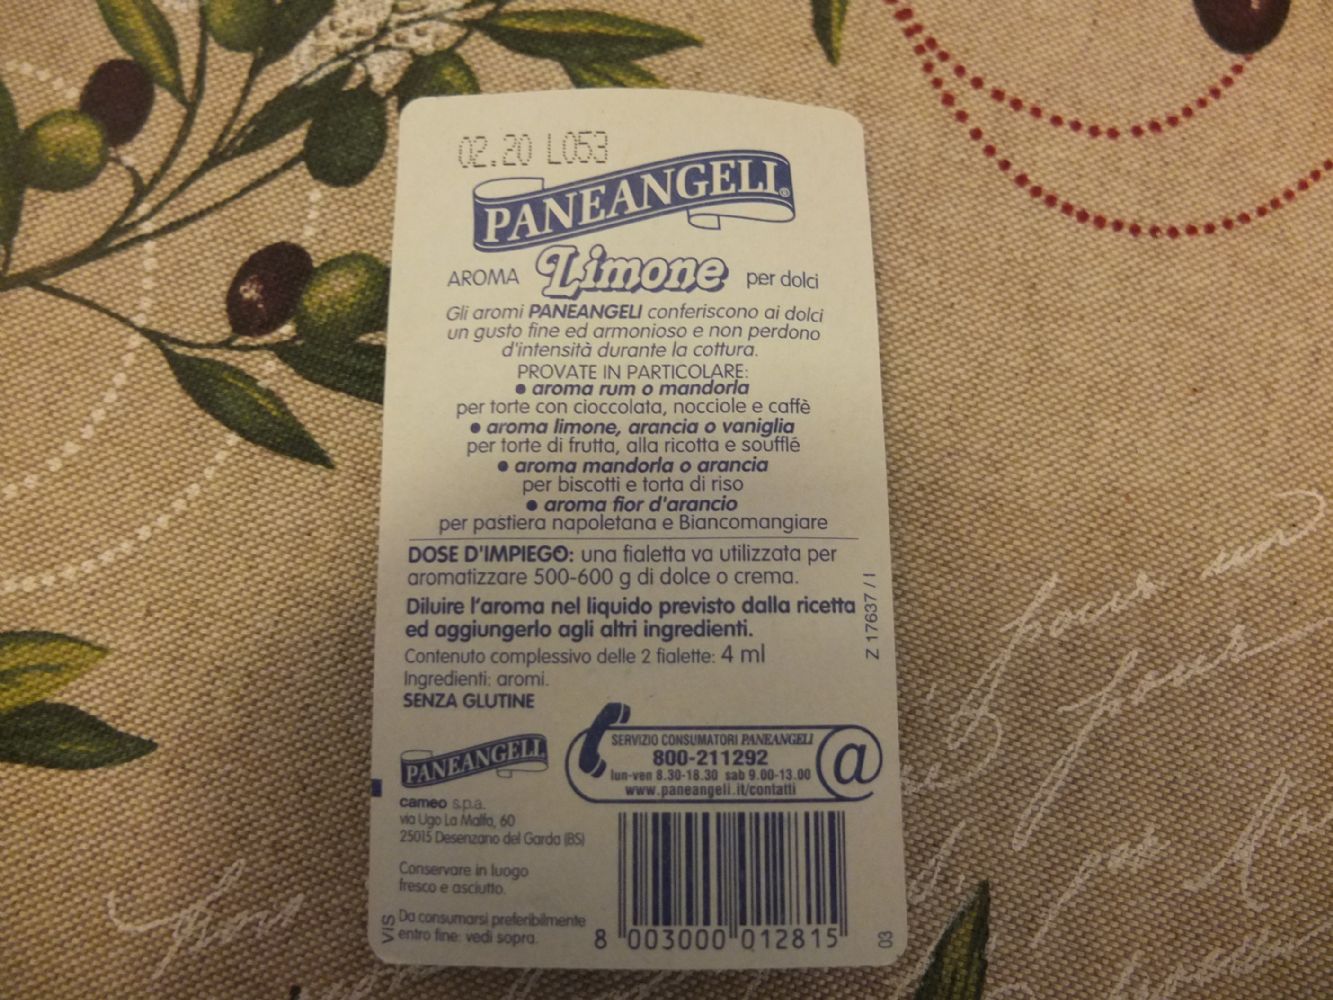 02.20 L053
PANEANGELI®
AROMA Limone per dolci
Gli aromi PANEANGELI conferiscono ai dolci
un gusto fine ed armonioso e non perdono
d'intensità durante la cottura.
PROVATE IN PARTICOLARE:
● aroma rum o mandorla
per torte con cioccolata, nocciole e caffè
● aroma limone, arancia o vaniglia
per torte di frutta, alla ricotta e soufflé
● aroma mandorla o arancia
per biscotti e torta di riso
● aroma fior d'arancio
per pastiera napoletana e Biancomangiare
DOSE D'IMPIEGO: una fialetta va utilizzata per
aromatizzare 500-600 g di dolce o crema.
Diluire l'aroma nel liquido previsto dalla ricetta
ed aggiungerlo agli altri ingredienti.
Contenuto complessivo delle 2 fialette: 4 ml
Ingredienti: aromi.
SENZA GLUTINE
Z 17637 / I
PANEANGELI
SERVIZIO CONSUMATORI PANEANGELI
800-211292
lun-ven 8.30-18.30 sab 9.00-13.00
www.paneangeli.it/contatti
@
cameo s.p.a.
via Ugo La Malfa, 60
25015 Desenzano del Garda (BS)
Conservare in luogo
fresco e asciutto.
VIS
Da consumarsi preferibilmente
entro fine: vedi sopra.
8 003000 012815
03
jouer un
jour
par